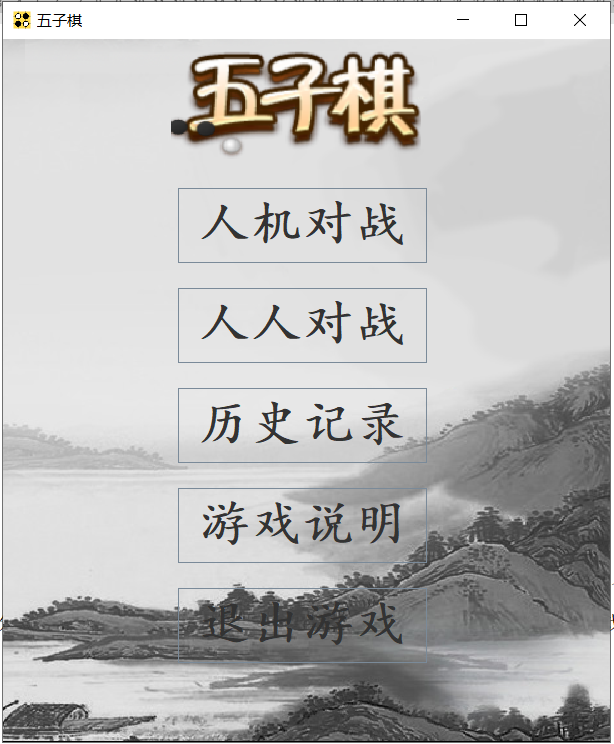 五子棋
五子棋
人机对战
人人对战
历史记录
游戏说明
退出游戏